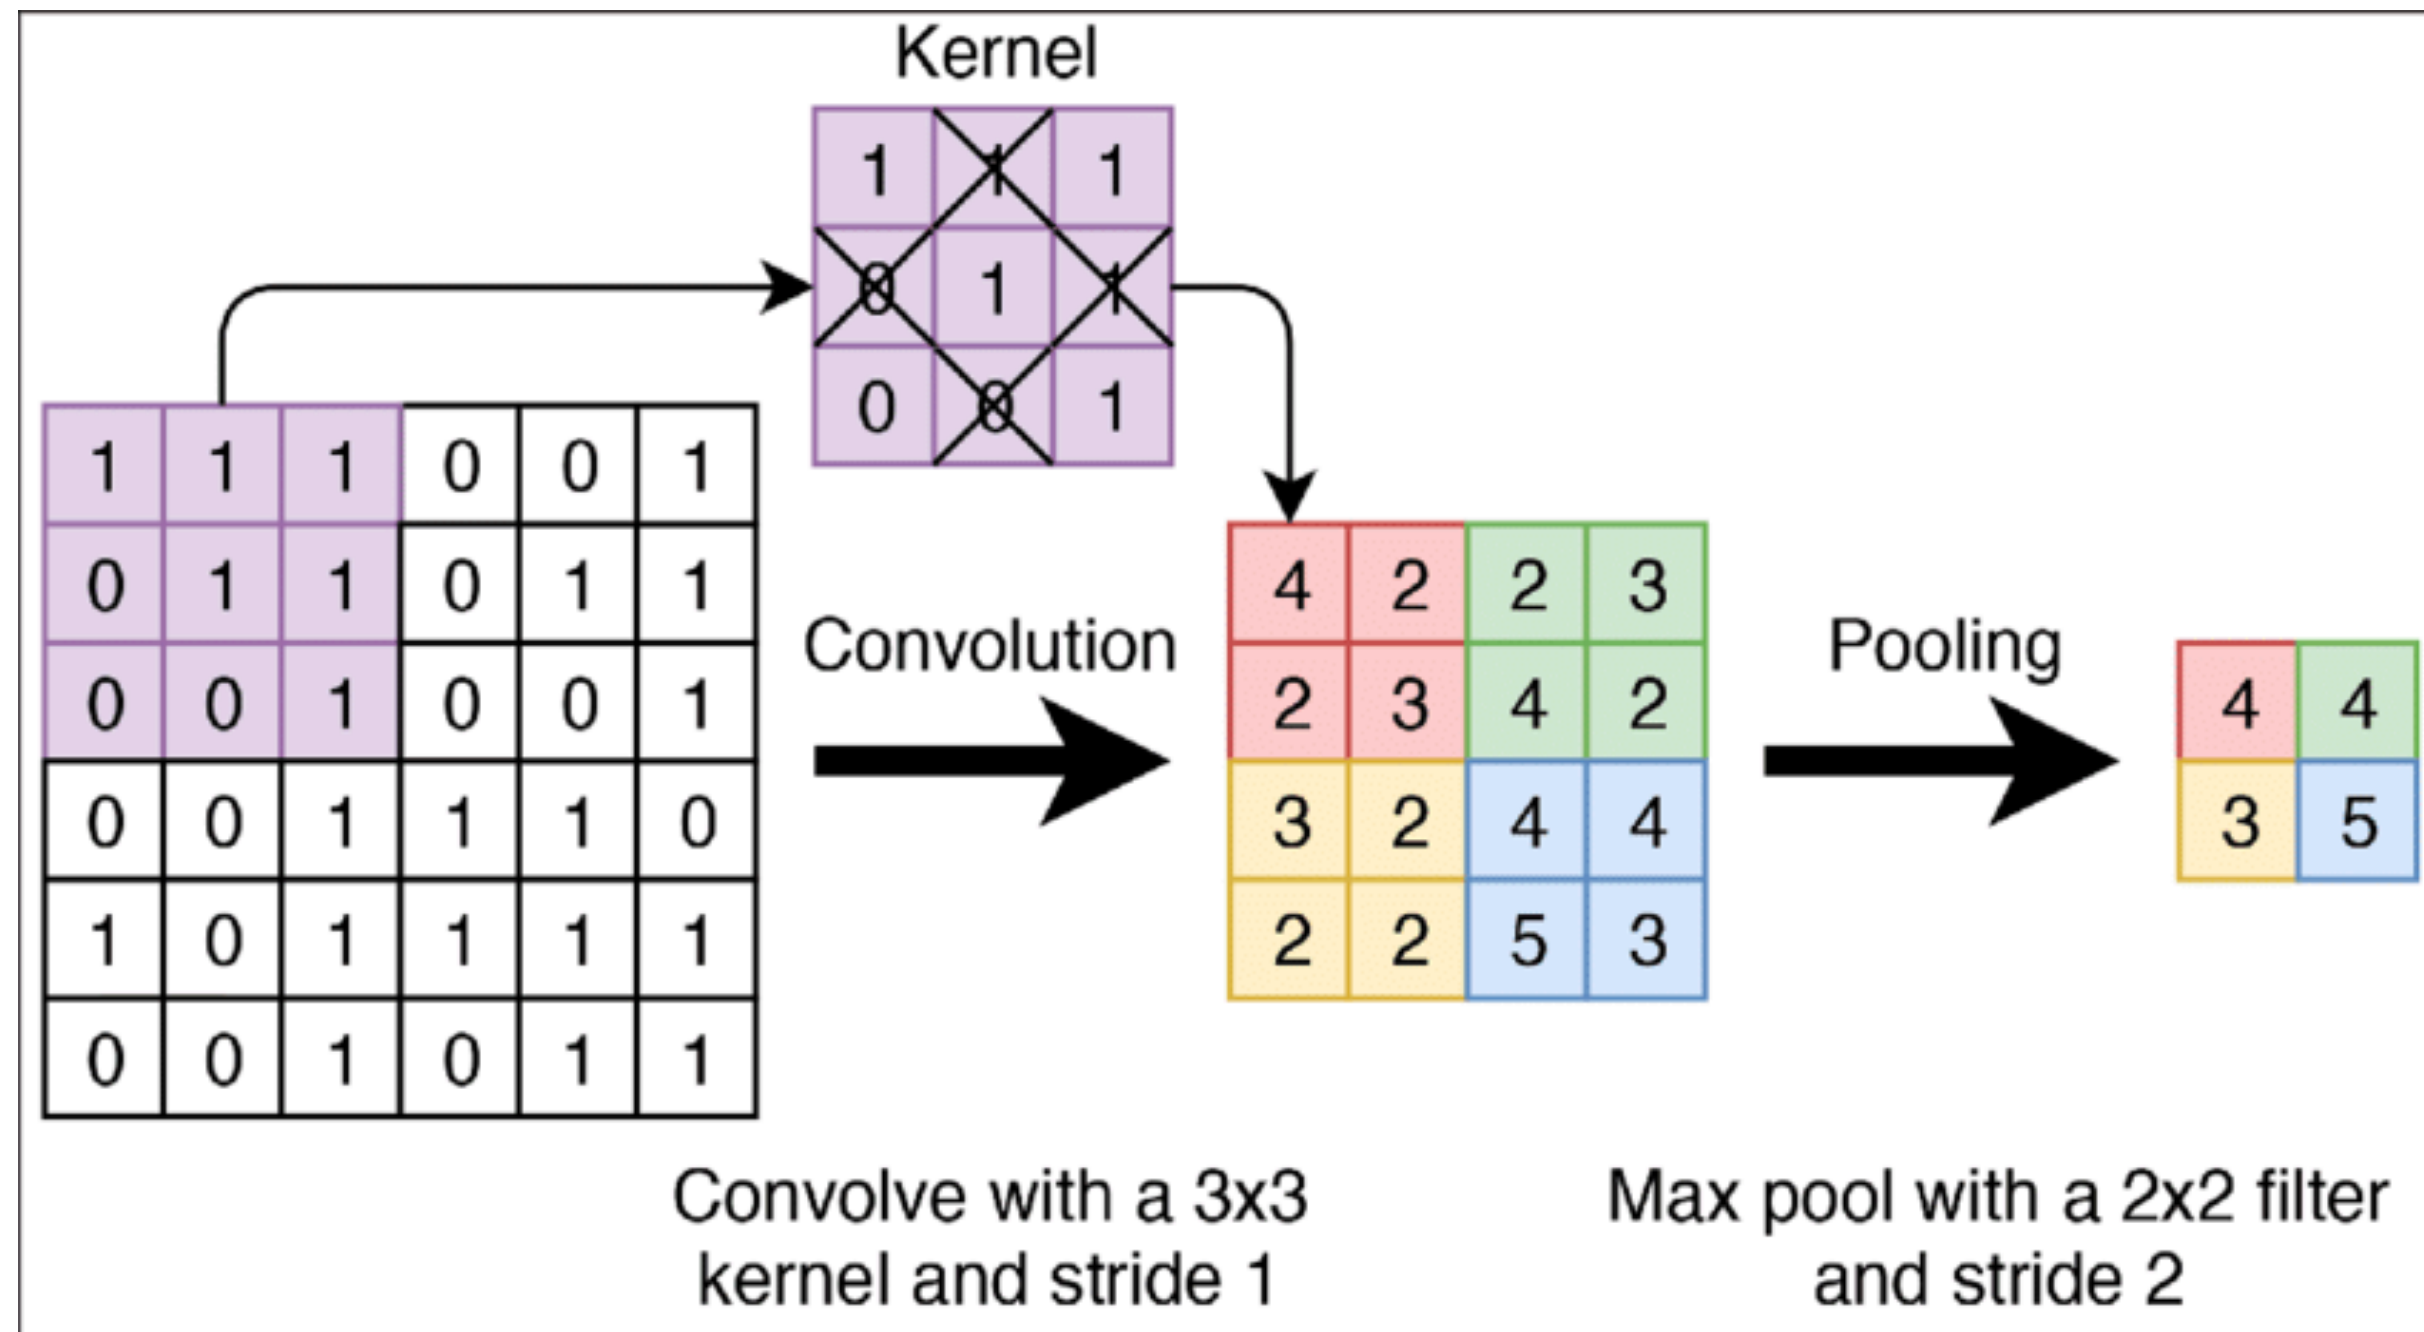 Kernel
1 1 1
0 1 1
0 0 1
1 1 1 0 0 1
0 1 1 0 1 1
0 0 1 0 0 1
0 0 1 1 1 0
1 0 1 1 1 1
0 0 1 0 1 1
Convolution
4 2 2 3
2 3 4 2
3 2 4 4
2 2 5 3
Pooling
4 4
3 5
Convolve with a 3x3
kernel and stride 1
Max pool with a 2x2 filter
and stride 2